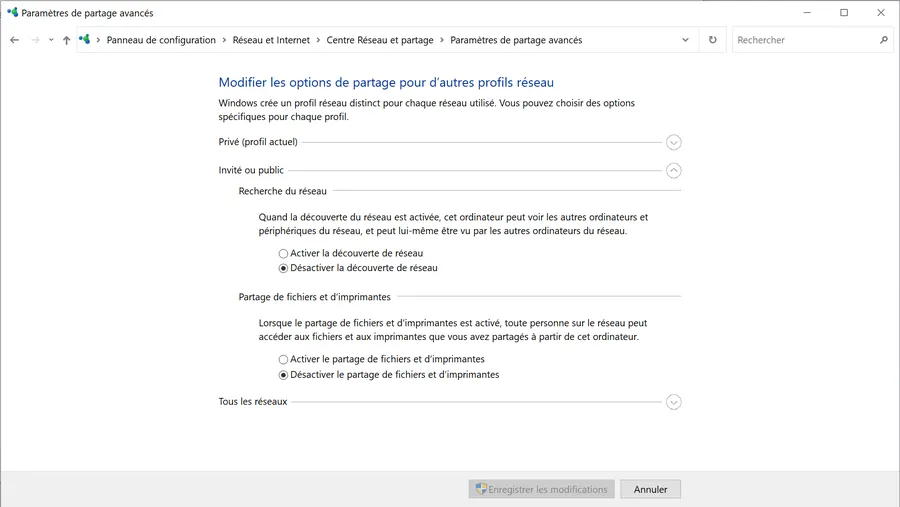 Paramètres de partage avancés
Panneau de configuration > Réseau et Internet > Centre Réseau et partage > Paramètres de partage avancés
Rechercher
Modifier les options de partage pour d'autres profils réseau
Windows crée un profil réseau distinct pour chaque réseau utilisé. Vous pouvez choisir des options
spécifiques pour chaque profil.
Privé (profil actuel)
Invité ou public
Recherche du réseau
Quand la découverte du réseau est activée, cet ordinateur peut voir les autres ordinateurs et
périphériques du réseau, et peut lui-même être vu par les autres ordinateurs du réseau.
Activer la découverte de réseau
Désactiver la découverte de réseau
Partage de fichiers et d'imprimantes
Lorsque le partage de fichiers et d'imprimantes est activé, toute personne sur le réseau peut
accéder aux fichiers et aux imprimantes que vous avez partagés à partir de cet ordinateur.
Activer le partage de fichiers et d'imprimantes
Désactiver le partage de fichiers et d'imprimantes
Tous les réseaux
Enregistrer les modifications
Annuler